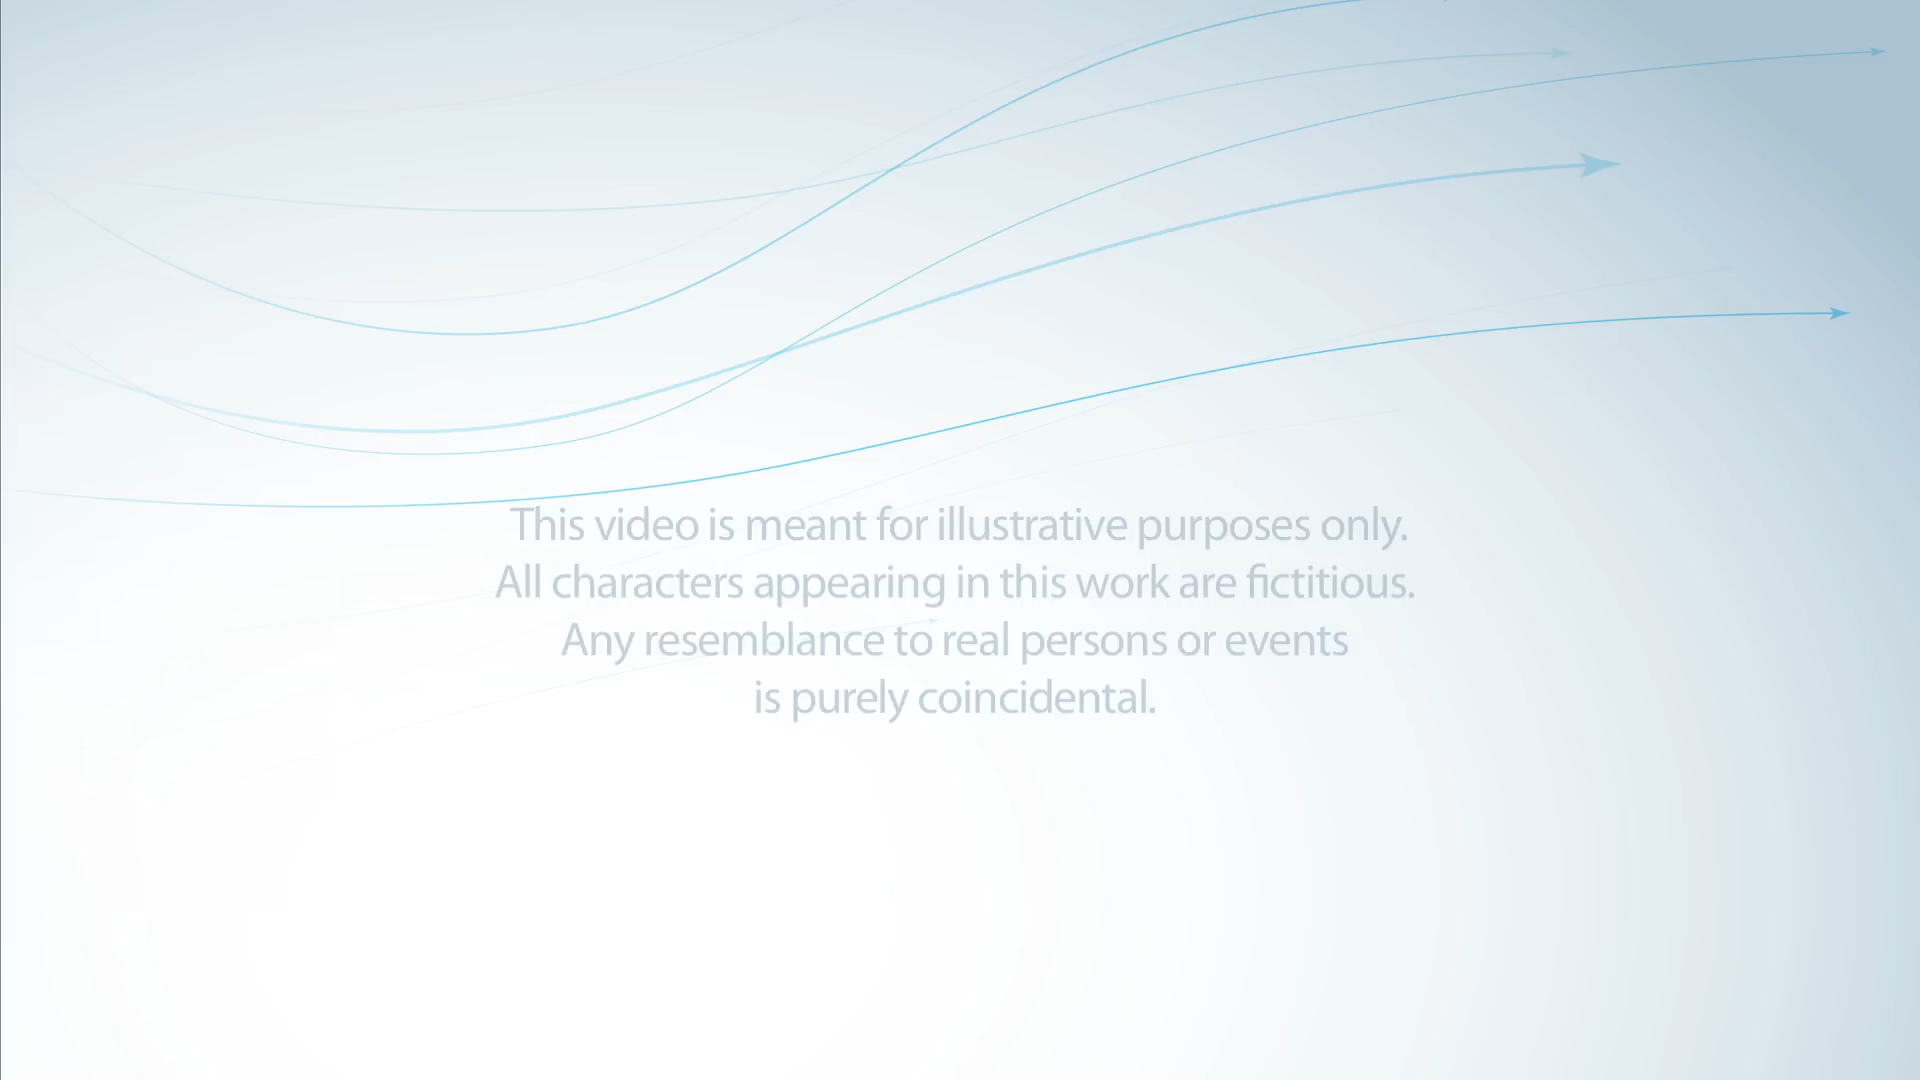 This video is meant for illustrative purposes only.
All characters appearing in this work are fictitious.
Any resemblance to real persons or events
is purely coincidental.